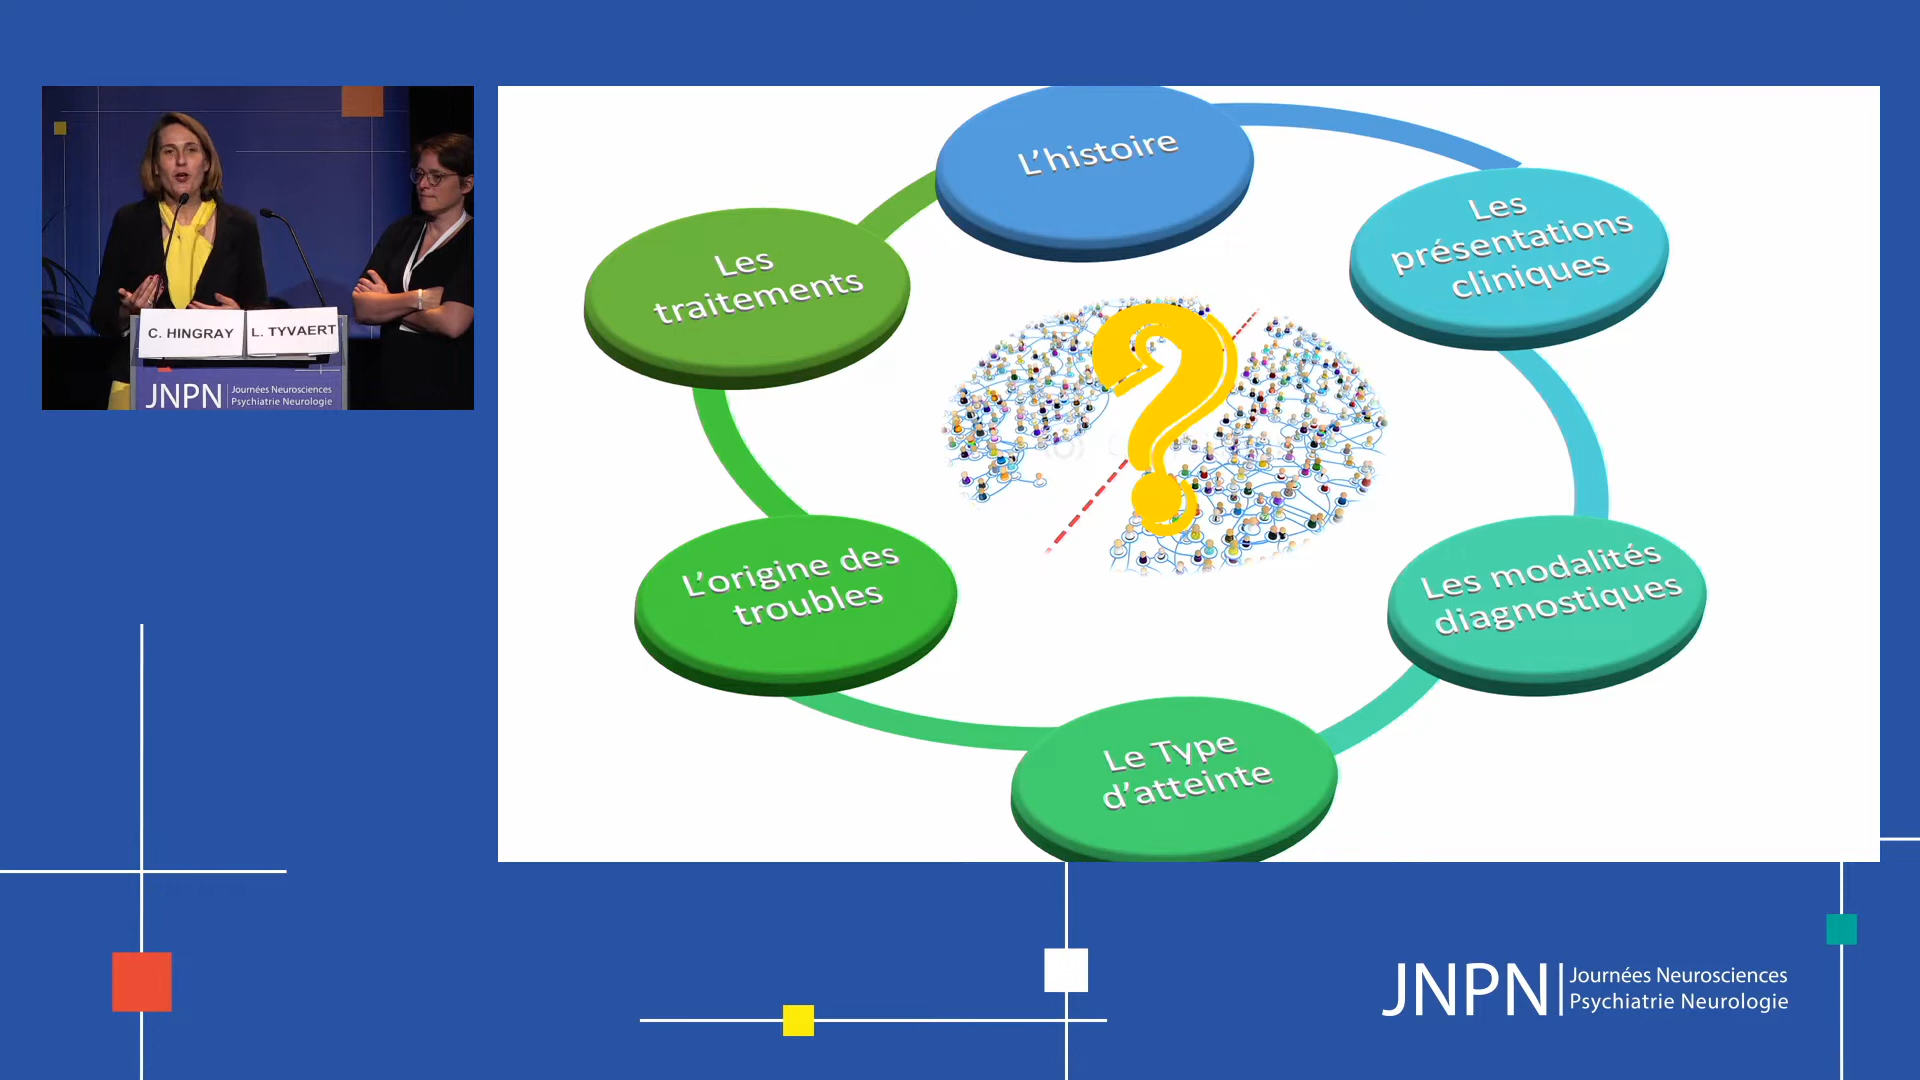 C. HINGRAY
L. TYVAERT
JNPN
Journées Neurosciences
Psychiatrie Neurologie
L'histoire
Les
présentations
cliniques
Les modalités
diagnostiques
Le Type
d'atteinte
L'origine des
troubles
Les
traitements
JNPN
Journées Neurosciences
Psychiatrie Neurologie